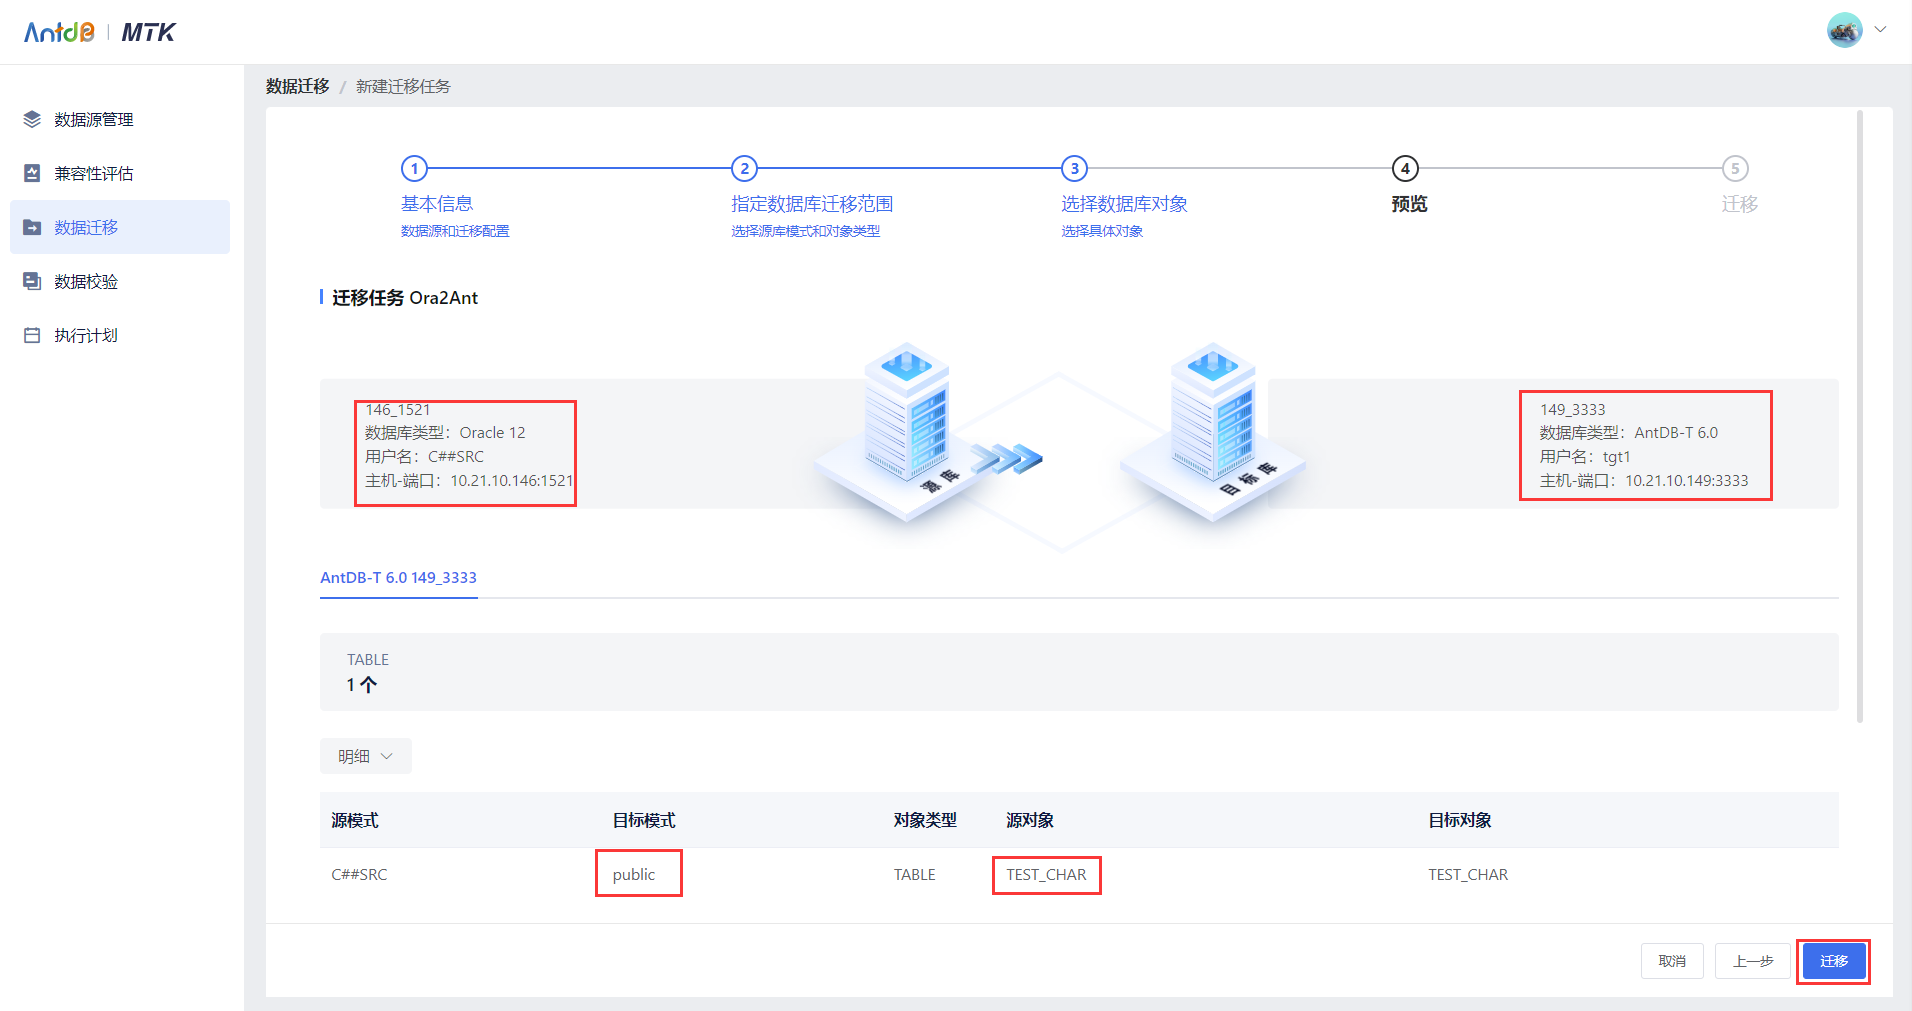 AntDB | MTK
数据源管理
兼容性评估
数据迁移
数据校验
执行计划
数据迁移 / 新建迁移任务
1
2
3
4
5
基本信息
指定数据库迁移范围
选择数据库对象
预览
迁移
数据源和迁移配置
选择源库模式和对象类型
选择具体对象
迁移任务 Ora2Ant
146_1521
数据库类型：Oracle 12
用户名：C##SRC
主机-端口：10.21.10.146:1521
源库
目标库
149_3333
数据库类型：AntDB-T 6.0
用户名：tgt1
主机-端口：10.21.10.149:3333
AntDB-T 6.0 149_3333
TABLE
1 个
明细
源模式 目标模式 对象类型 源对象 目标对象
C##SRC public TABLE TEST_CHAR TEST_CHAR
取消 上一步 迁移